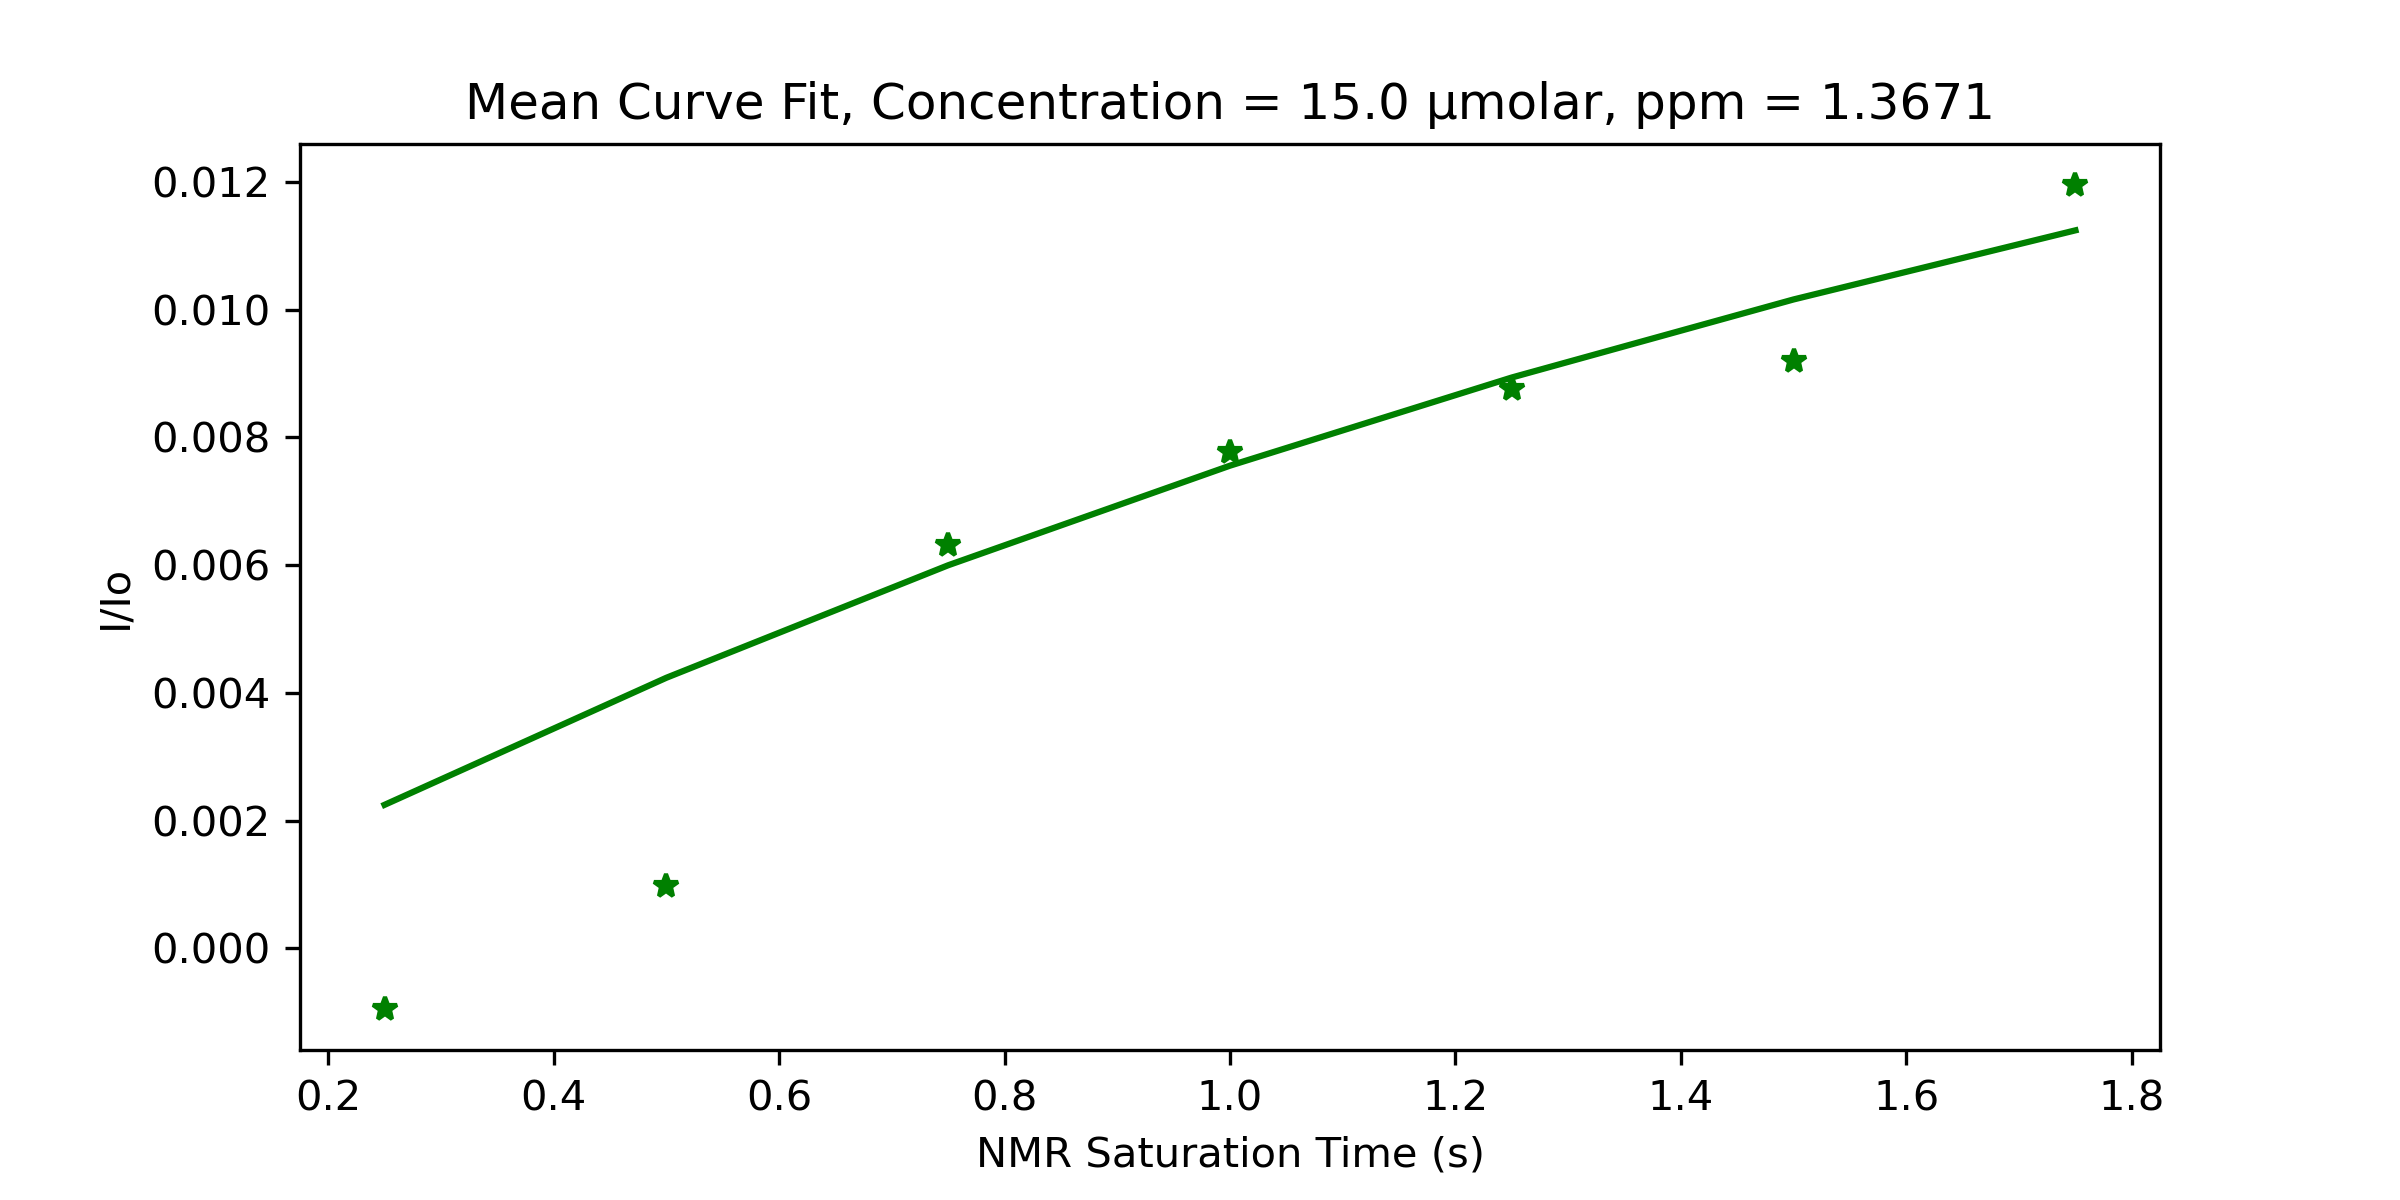 Mean Curve Fit, Concentration = 15.0 µmolar, ppm = 1.3671
0.012
0.010
0.008
0.006
0.004
0.002
0.000
I/Io
0.2 0.4 0.6 0.8 1.0 1.2 1.4 1.6 1.8
NMR Saturation Time (s)